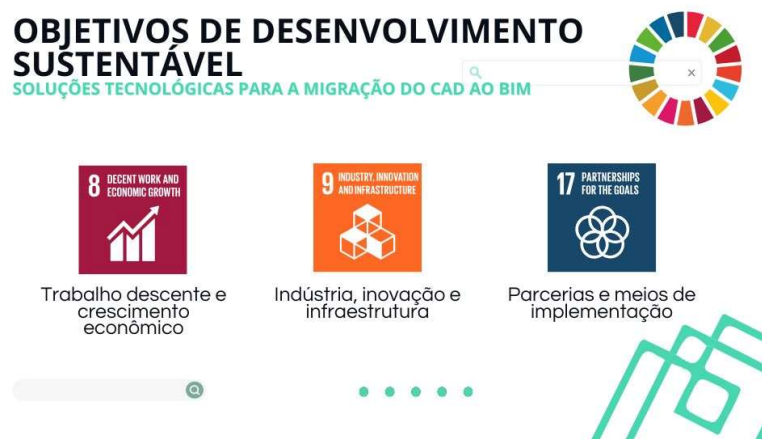 OBJETIVOS DE DESENVOLVIMENTO
SUSTENTÁVEL
SOLUÇÕES TECNOLÓGICAS PARA A MIGRAÇÃO DO CAD AO BIM
8 DECENT WORK AND
ECONOMIC GROWTH
9 INDUSTRY, INNOVATION
AND INFRASTRUCTURE
17 PARTNERSHIPS
FOR THE GOALS
Trabalho descente e
crescimento
econômico
Indústria, inovação e
infraestrutura
Parcerias e meios de
implementação